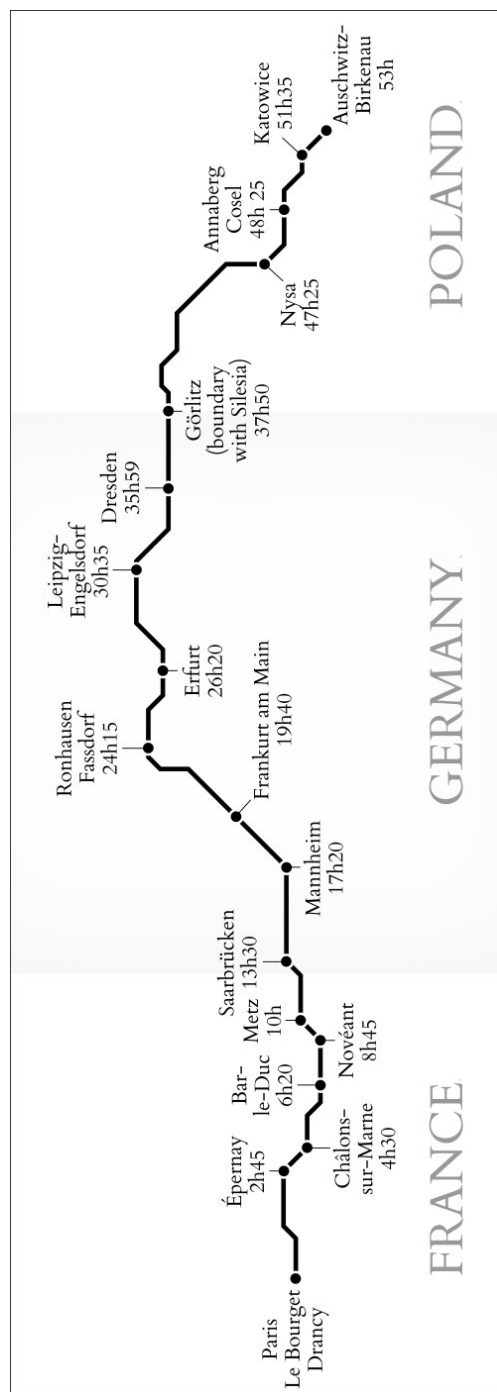 Paris
Le Bourget
Drancy
Épernay
2h45
Châlons-
sur-Marne
4h30
Bar-
le-Duc
6h20
Novéant
8h45
Metz
10h
Saarbrücken
13h30
Mannheim
17h20
Frankurt am Main
19h40
Ronhausen
Fassdorf
24h15
Erfurt
26h20
Leipzig-
Engelsdorf
30h35
Dresden
35h59
Görlitz
(boundary
with Silesia)
37h50
Nysa
47h25
Annaberg
Cosel
48h 25
Katowice
51h35
Auschwitz-
Birkenau
53h
FRANCE
GERMANY
POLAND